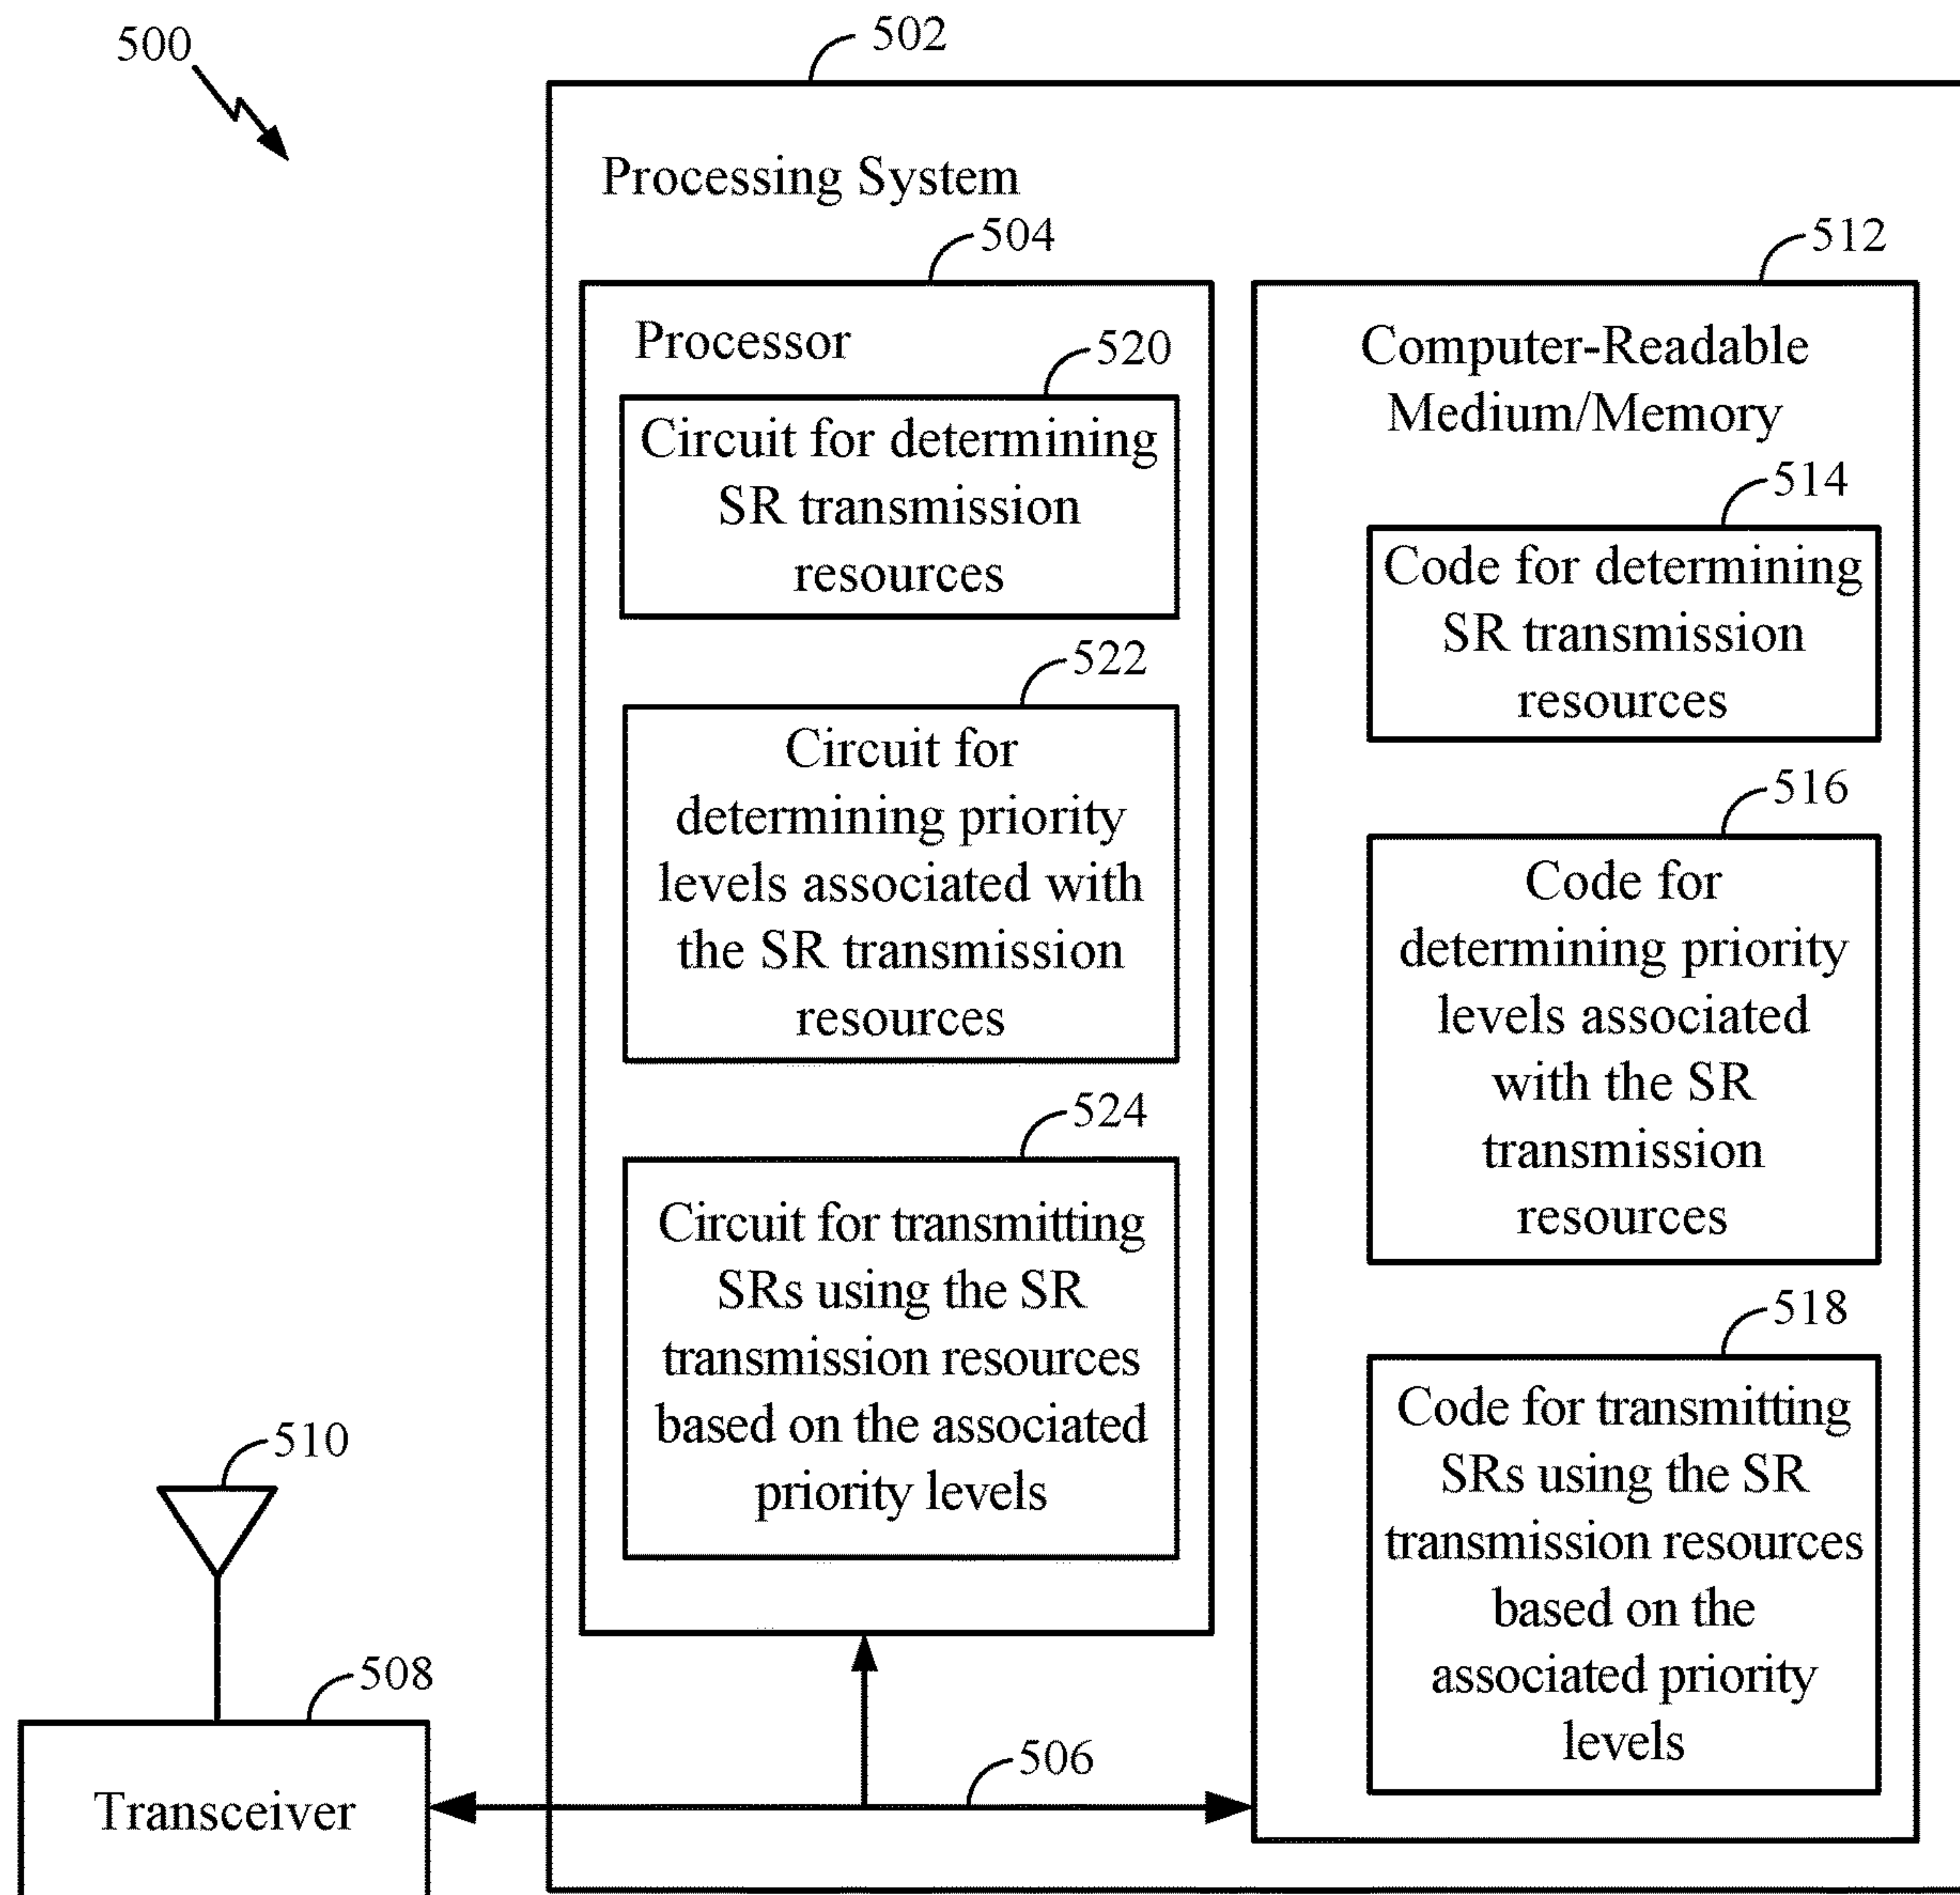 500
502
Processing System
504
512
Processor
520
Circuit for determining
SR transmission
resources
522
Circuit for
determining priority
levels associated with
the SR transmission
resources
524
Circuit for transmitting
SRs using the SR
transmission resources
based on the associated
priority levels
Computer-Readable
Medium/Memory
514
Code for determining
SR transmission
resources
516
Code for
determining priority
levels associated
with the SR
transmission
resources
518
Code for transmitting
SRs using the SR
transmission resources
based on the
associated priority
levels
510
508
Transceiver
506